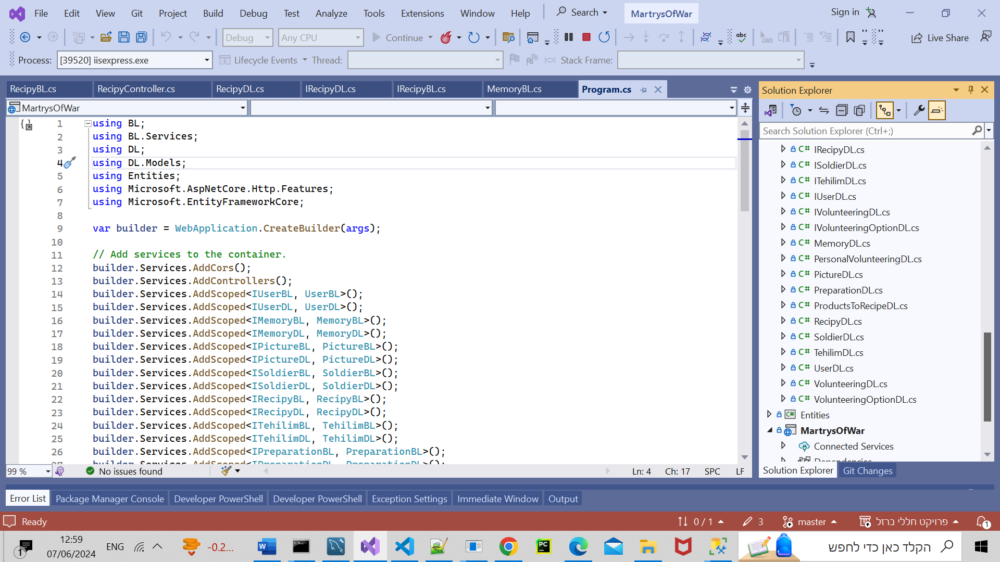 File Edit View Git Project Build Debug Test Analyze Tools Extensions Window Help Search MartrysOfWar Sign in
Debug Any CPU Continue abc Live Share
Process: [39520] iisexpress.exe Lifecycle Events Thread: Stack Frame:
RecipyBL.cs RecipyController.cs RecipyDL.cs IRecipyDL.cs IRecipyBL.cs MemoryBL.cs Program.cs
MartrysOfWar
1 using BL;
2 using BL.Services;
3 using DL;
4 using DL.Models;
5 using Entities;
6 using Microsoft.AspNetCore.Http.Features;
7 using Microsoft.EntityFrameworkCore;
8
9 var builder = WebApplication.CreateBuilder(args);
10
11 // Add services to the container.
12 builder.Services.AddCors();
13 builder.Services.AddControllers();
14 builder.Services.AddScoped<IUserBL, UserBL>();
15 builder.Services.AddScoped<IUserDL, UserDL>();
16 builder.Services.AddScoped<IMemoryBL, MemoryBL>();
17 builder.Services.AddScoped<IMemoryDL, MemoryDL>();
18 builder.Services.AddScoped<IPictureBL, PictureBL>();
19 builder.Services.AddScoped<IPictureDL, PictureDL>();
20 builder.Services.AddScoped<ISoldierBL, SoldierBL>();
21 builder.Services.AddScoped<ISoldierDL, SoldierDL>();
22 builder.Services.AddScoped<IRecipyBL, RecipyBL>();
23 builder.Services.AddScoped<IRecipyDL, RecipyDL>();
24 builder.Services.AddScoped<ITehilimBL, TehilimBL>();
25 builder.Services.AddScoped<ITehilimDL, TehilimDL>();
26 builder.Services.AddScoped<IPreparationBL, PreparationBL>();
27 builder.Services.AddScoped<IPreparationDL, PreparationDL>();
99 % No issues found Ln: 4 Ch: 17 SPC LF
Solution Explorer
Search Solution Explorer (Ctrl+;)
C# IRecipyDL.cs
C# ISoldierDL.cs
C# ITehilimDL.cs
C# IUserDL.cs
C# IVolunteeringDL.cs
C# IVolunteeringOptionDL.cs
C# MemoryDL.cs
C# PersonalVolunteeringDL.cs
C# PictureDL.cs
C# PreparationDL.cs
C# ProductsToRecipeDL.cs
C# RecipyDL.cs
C# SoldierDL.cs
C# TehilimDL.cs
C# UserDL.cs
C# VolunteeringDL.cs
C# VolunteeringOptionDL.cs
C# Entities
MartrysOfWar
Connected Services
Dependencies
Solution Explorer Git Changes
Error List Package Manager Console Developer PowerShell Developer PowerShell Exception Settings Immediate Window Output
Ready 0 / 1 3 master פרויקט חללי ברזל 1
1 12:59 ENG -0.2... הקלד כאן כדי לחפש
07/06/2024